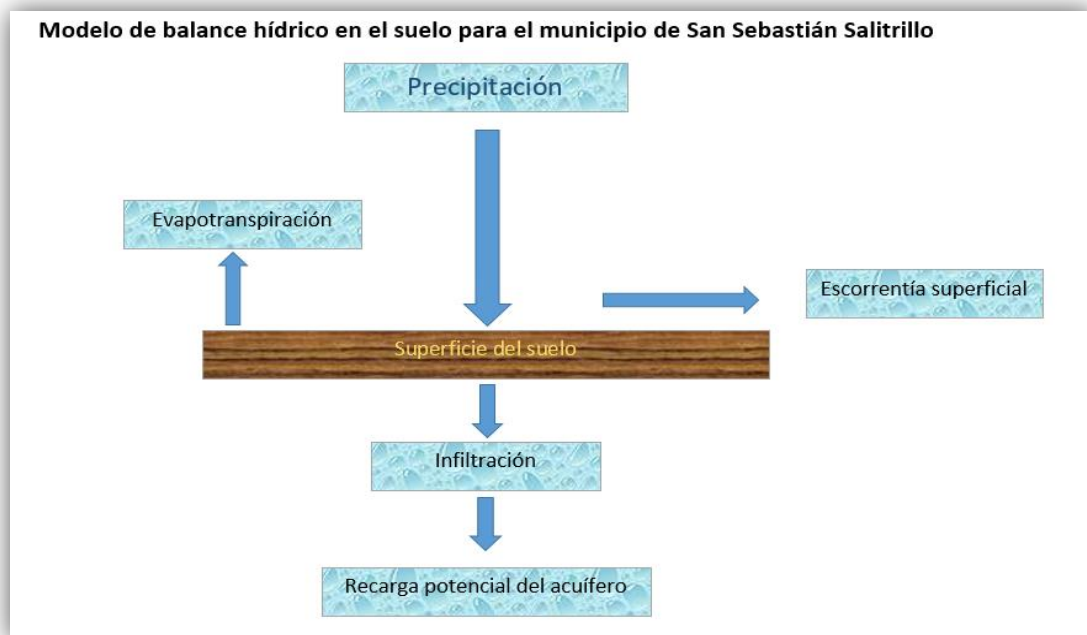 Modelo de balance hídrico en el suelo para el municipio de San Sebastián Salitrillo
Precipitación
Evapotranspiración
Escorrentía superficial
Superficie del suelo
Infiltración
Recarga potencial del acuífero